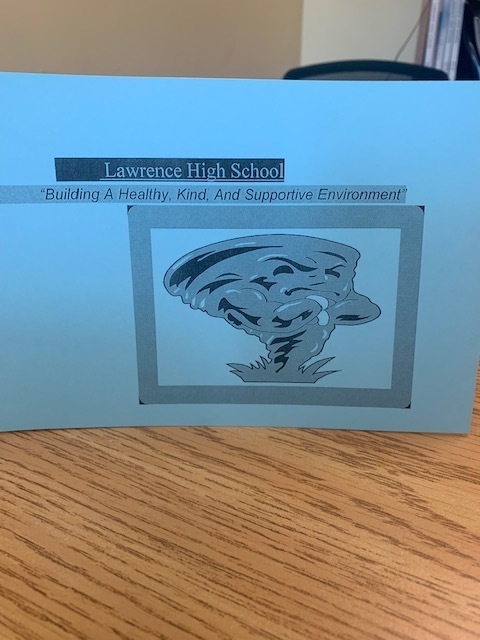 Lawrence High School
"Building A Healthy, Kind, And Supportive Environment"